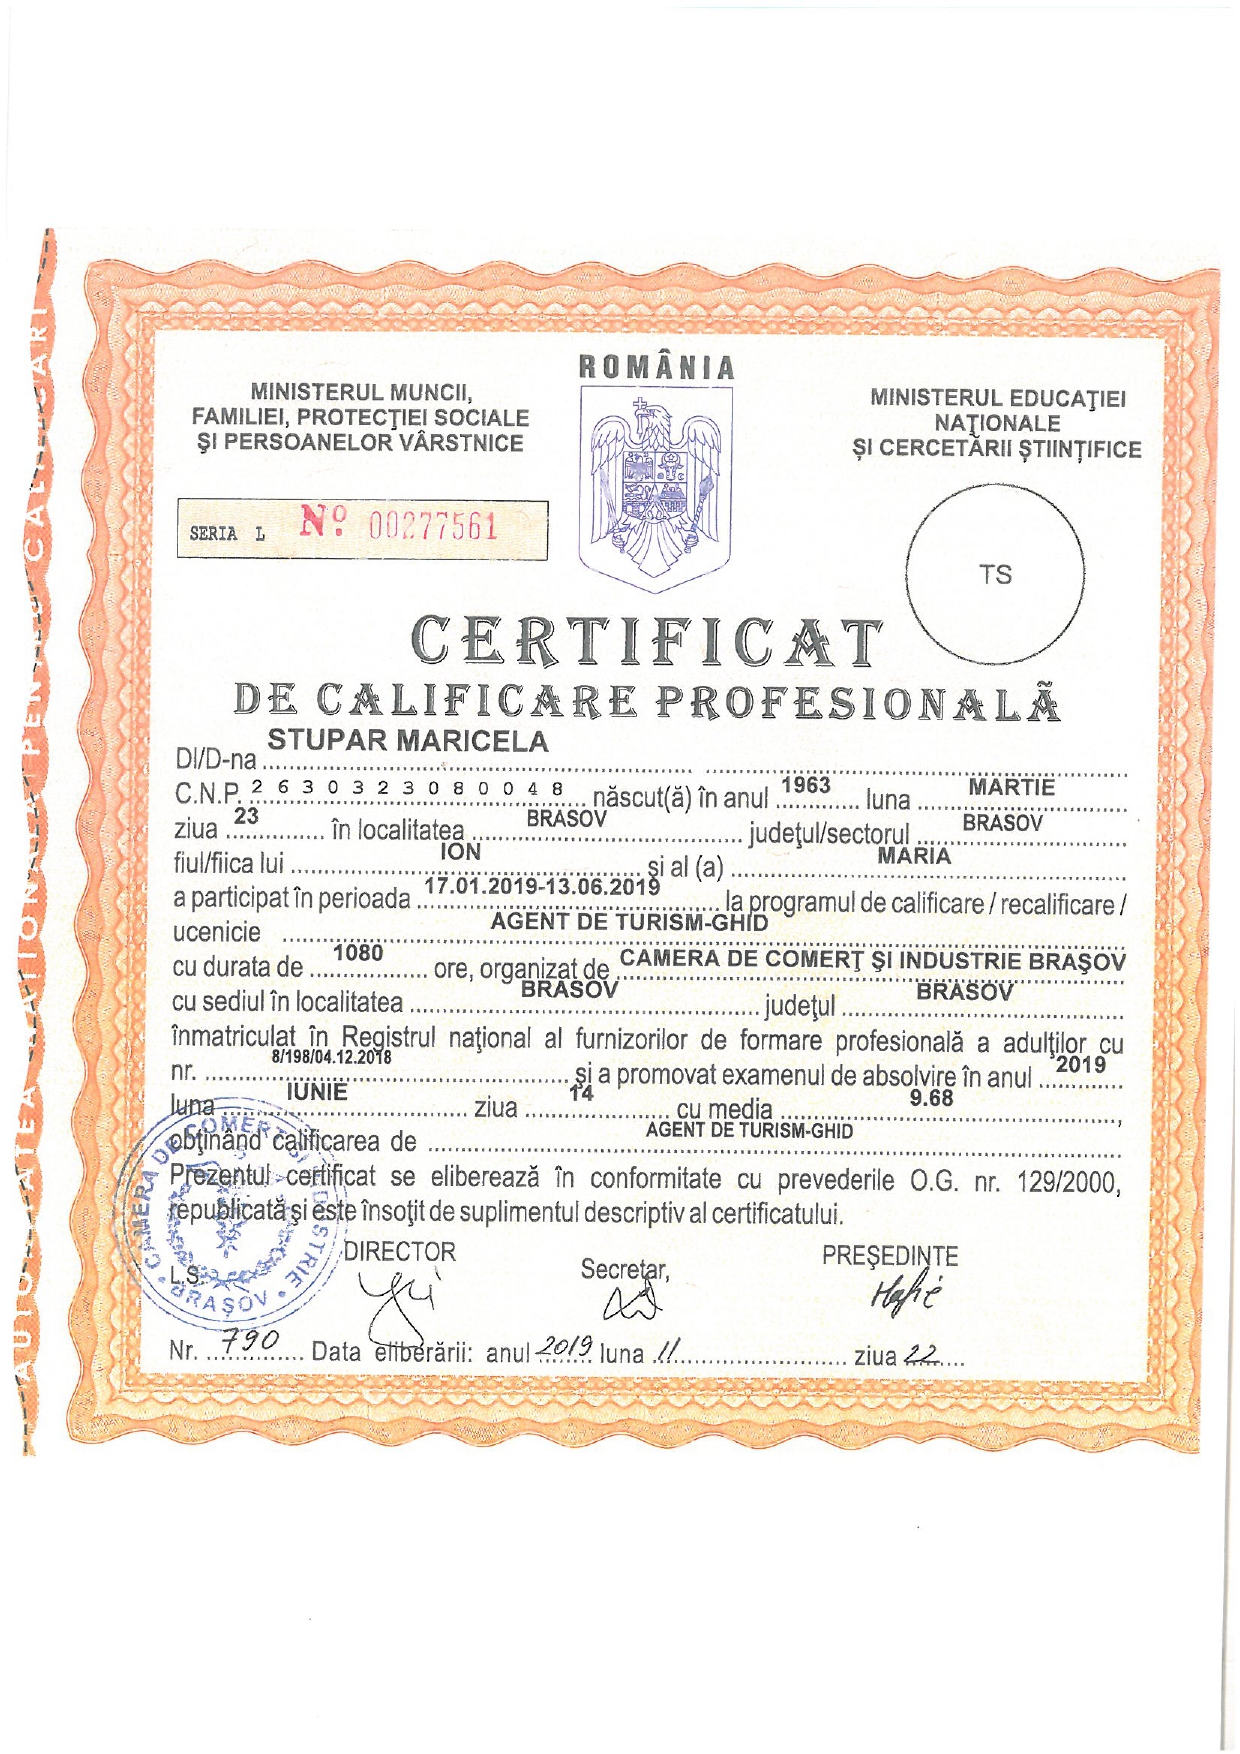 ROMÂNIA
MINISTERUL MUNCII,
FAMILIEI, PROTECŢIEI SOCIALE
ŞI PERSOANELOR VÂRSTNICE
MINISTERUL EDUCAŢIEI
NAŢIONALE
ŞI CERCETĂRII ŞTIINŢIFICE
SERIA L Nº 00277561
TS
CERTIFICAT
DE CALIFICARE PROFESIONALĂ
Dl/D-na STUPAR MARICELA
C.N.P. 2 6 3 0 3 2 3 0 8 0 0 4 8 născut(ă) în anul 1963 luna MARTIE
ziua 23 în localitatea BRASOV judeţul/sectorul BRASOV
fiul/fiica lui ION şi al (a) MARIA
a participat în perioada 17.01.2019-13.06.2019 la programul de calificare / recalificare /
ucenicie AGENT DE TURISM-GHID
cu durata de 1080 ore, organizat de CAMERA DE COMERŢ ŞI INDUSTRIE BRAŞOV
cu sediul în localitatea BRASOV judeţul BRASOV
înmatriculat în Registrul naţional al furnizorilor de formare profesională a adulţilor cu
nr. 8/198/04.12.2018 şi a promovat examenul de absolvire în anul 2019
luna IUNIE ziua 14 cu media 9.68,
obţinând calificarea de AGENT DE TURISM-GHID
Prezentul certificat se eliberează în conformitate cu prevederile O.G. nr. 129/2000,
republicată şi este însoţit de suplimentul descriptiv al certificatului.
DIRECTOR Secretar, PREŞEDINTE
L.S.
CAMERA DE COMERŢ ŞI INDUSTRIE • BRAŞOV •
Nr. 790 Data eliberării: anul 2019 luna 11 ziua 22